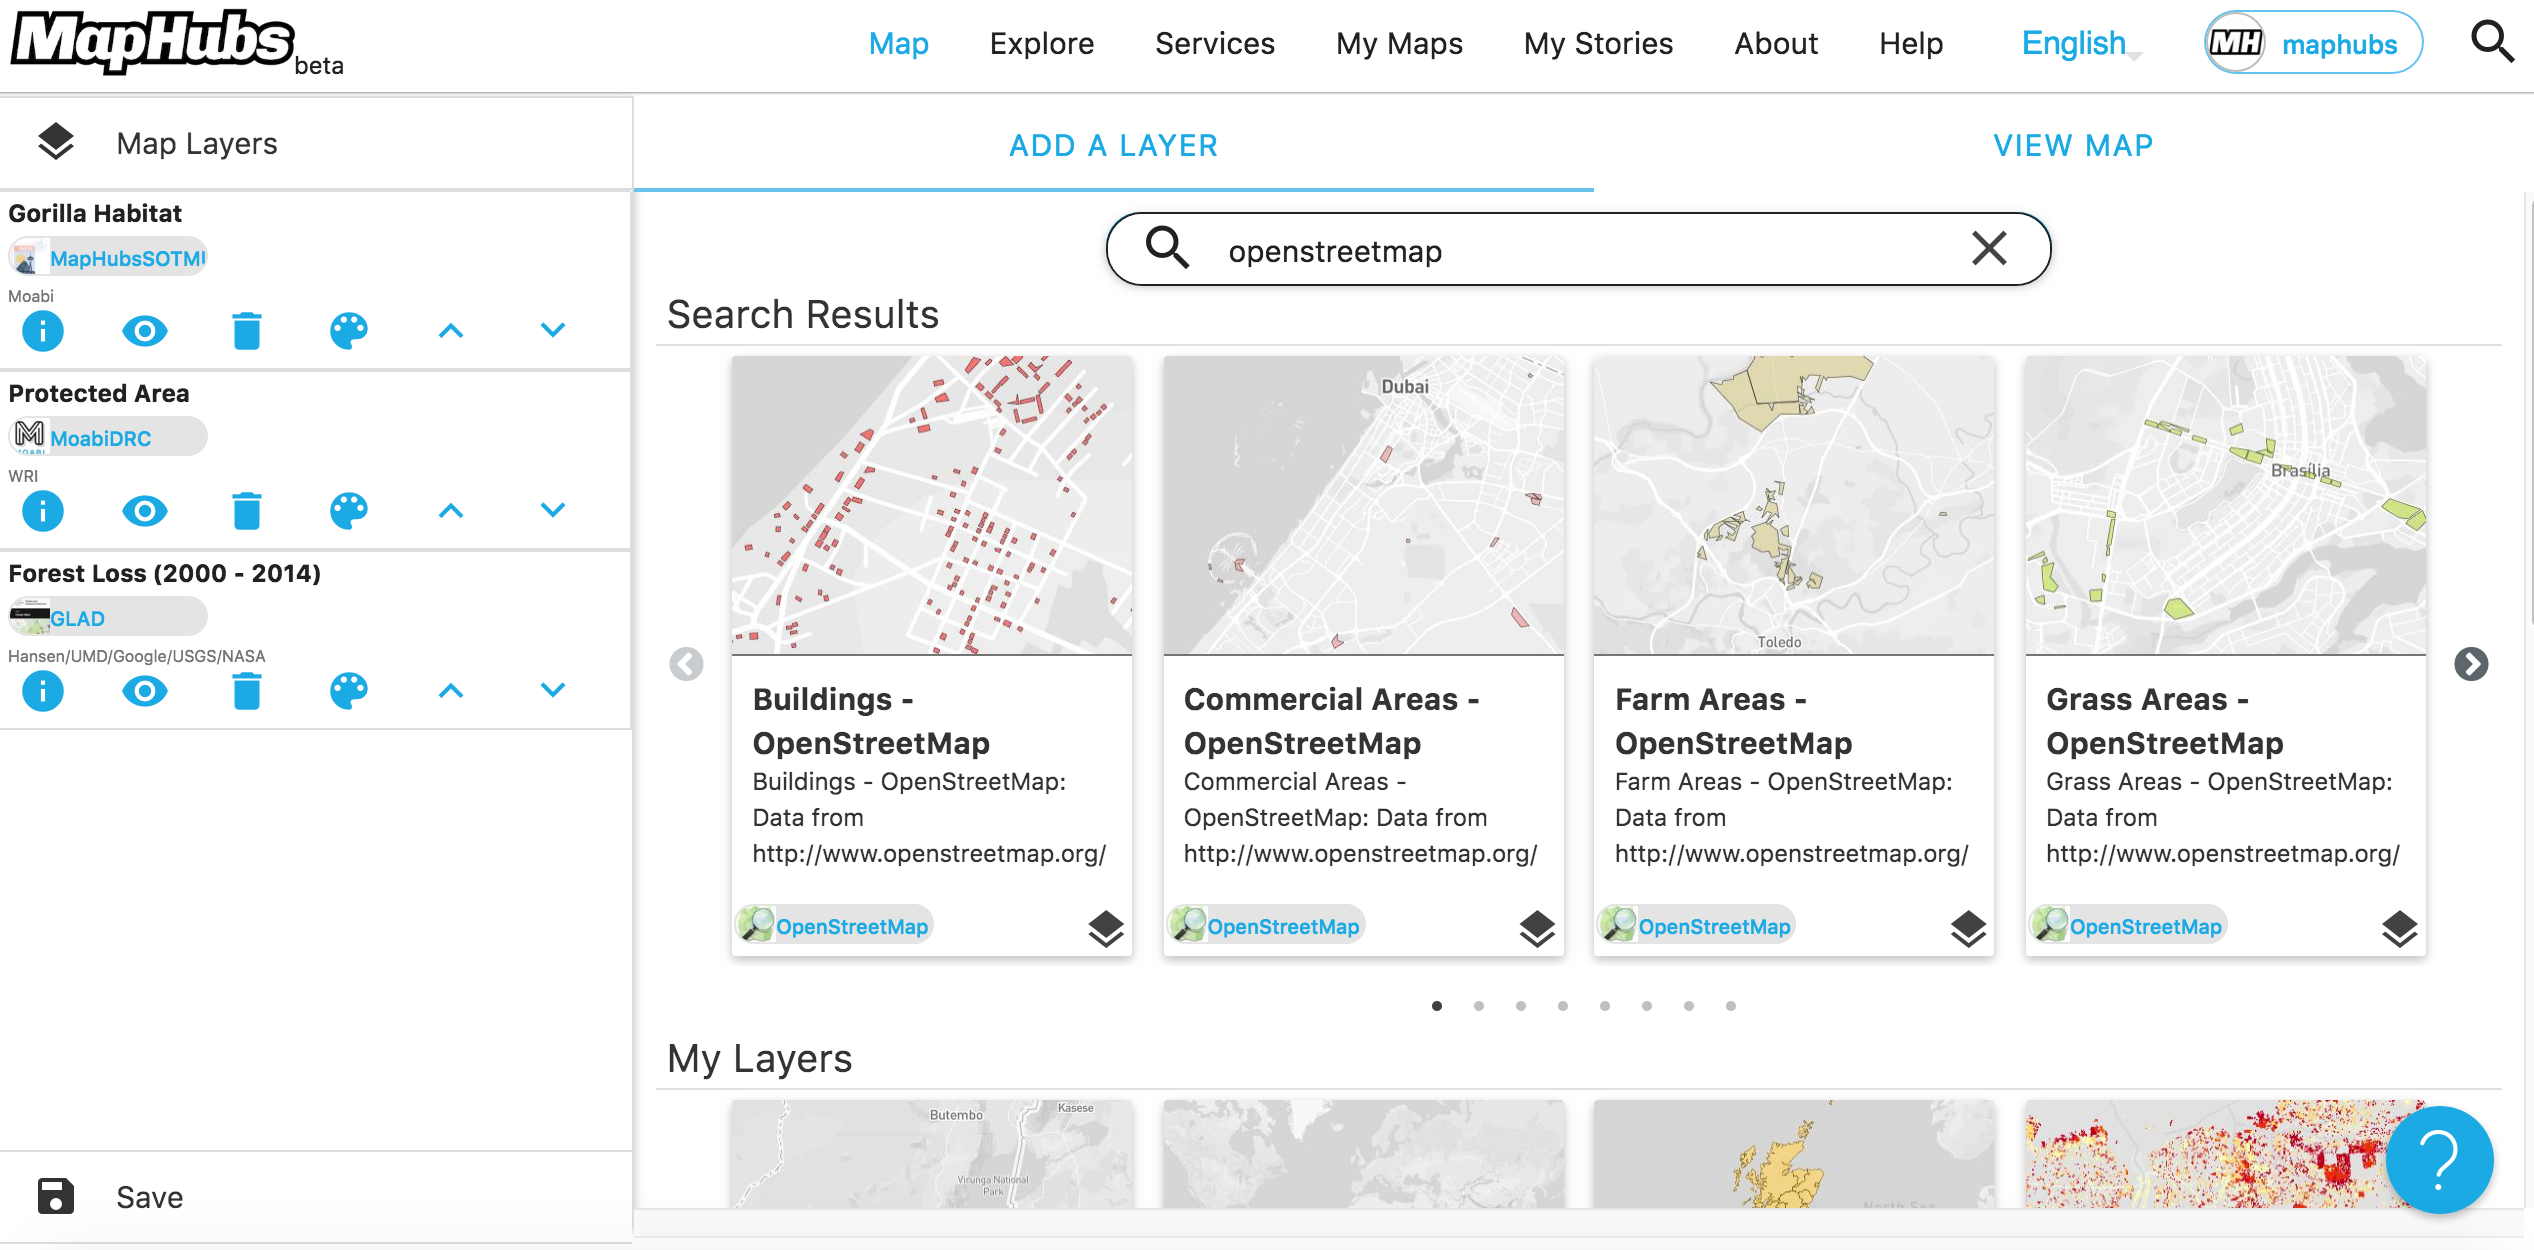 MapHubs beta
Map Explore Services My Maps My Stories About Help English MH maphubs
Map Layers
ADD A LAYER VIEW MAP
Gorilla Habitat
MapHubsSOTM
Moabi
Protected Area
MoabiDRC
WRI
Forest Loss (2000 - 2014)
GLAD
Hansen/UMD/Google/USGS/NASA
Save
openstreetmap
Search Results
Dubai
Toledo
Brasília
Buildings -
OpenStreetMap
Buildings - OpenStreetMap:
Data from
http://www.openstreetmap.org/
OpenStreetMap
Commercial Areas -
OpenStreetMap
Commercial Areas -
OpenStreetMap: Data from
http://www.openstreetmap.org/
OpenStreetMap
Farm Areas -
OpenStreetMap
Farm Areas - OpenStreetMap:
Data from
http://www.openstreetmap.org/
OpenStreetMap
Grass Areas -
OpenStreetMap
Grass Areas - OpenStreetMap:
Data from
http://www.openstreetmap.org/
OpenStreetMap
My Layers
Butembo
Kasese
Virunga National
Park
North Sea
?